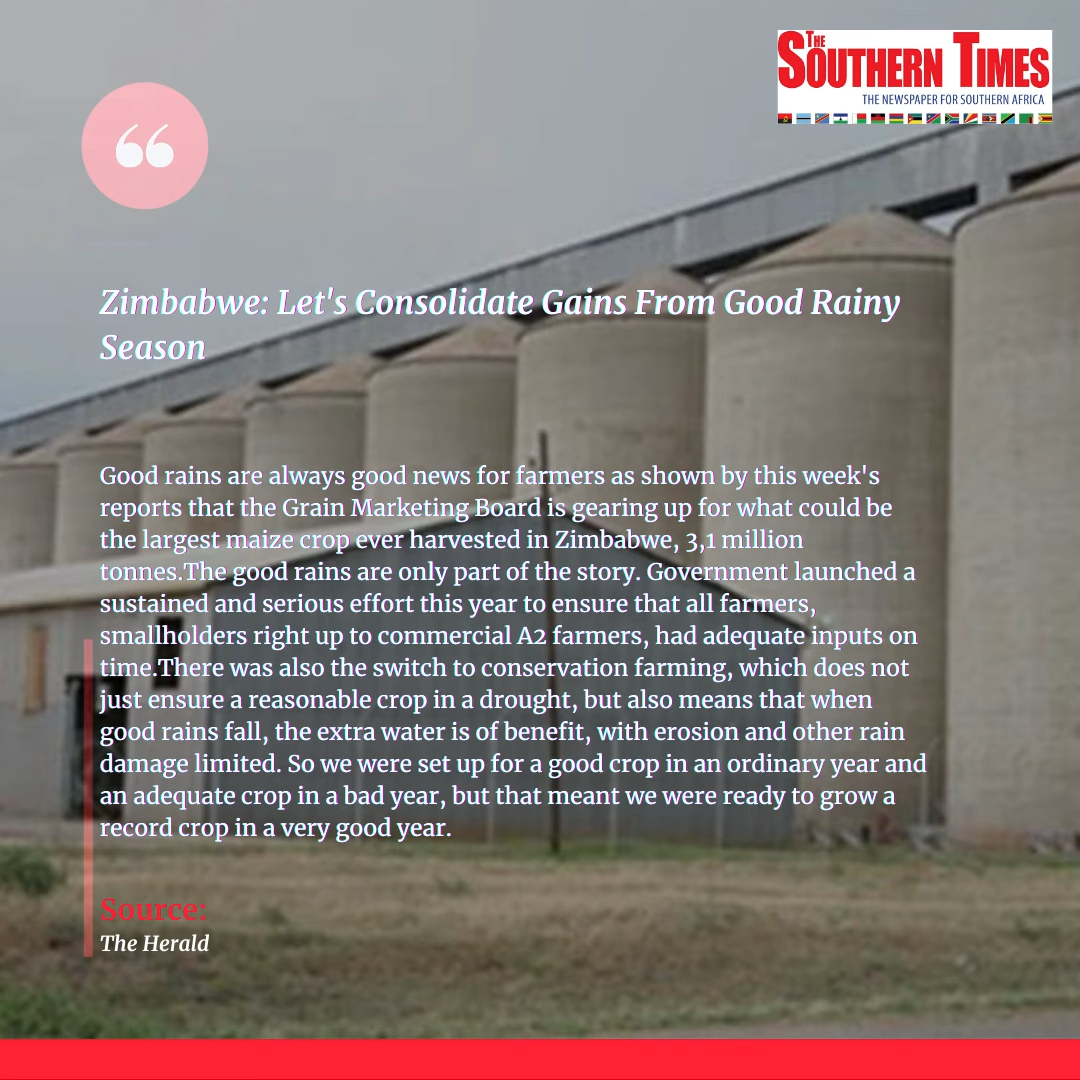 THE
SOUTHERN TIMES
THE NEWSPAPER FOR SOUTHERN AFRICA
“
Zimbabwe: Let's Consolidate Gains From Good Rainy
Season
Good rains are always good news for farmers as shown by this week's
reports that the Grain Marketing Board is gearing up for what could be
the largest maize crop ever harvested in Zimbabwe, 3,1 million
tonnes.The good rains are only part of the story. Government launched a
sustained and serious effort this year to ensure that all farmers,
smallholders right up to commercial A2 farmers, had adequate inputs on
time.There was also the switch to conservation farming, which does not
just ensure a reasonable crop in a drought, but also means that when
good rains fall, the extra water is of benefit, with erosion and other rain
damage limited. So we were set up for a good crop in an ordinary year and
an adequate crop in a bad year, but that meant we were ready to grow a
record crop in a very good year.
Source:
The Herald